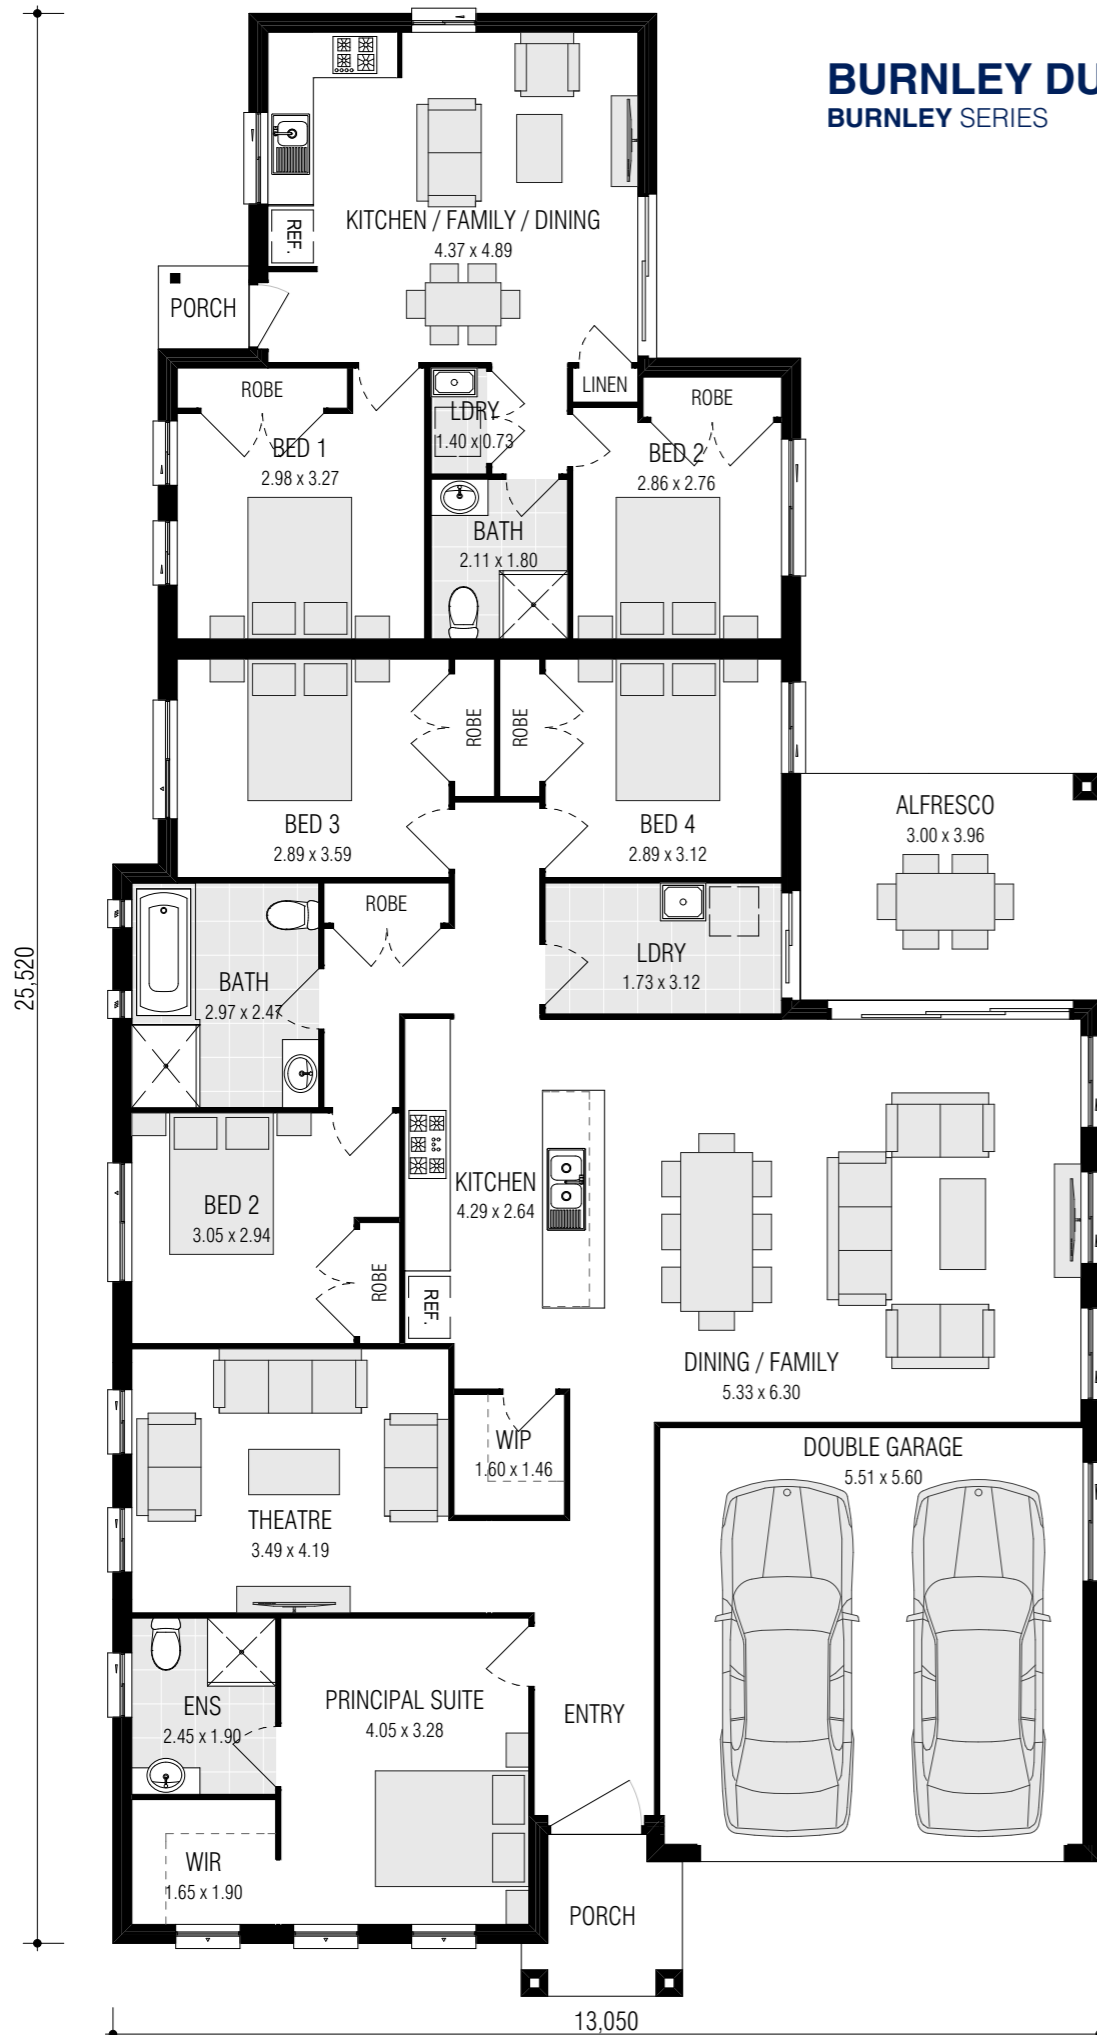 BURNLEY DU
BURNLEY SERIES
KITCHEN / FAMILY / DINING
4.37 x 4.89
REF.
PORCH
ROBE
LINEN
ROBE
LDRY
1.40 x 0.73
BED 1
2.98 x 3.27
BED 2
2.86 x 2.76
BATH
2.11 x 1.80
ROBE
ROBE
BED 3
2.89 x 3.59
BED 4
2.89 x 3.12
ALFRESCO
3.00 x 3.96
ROBE
LDRY
1.73 x 3.12
BATH
2.97 x 2.47
25,520
KITCHEN
4.29 x 2.64
BED 2
3.05 x 2.94
ROBE
REF.
DINING / FAMILY
5.33 x 6.30
WIP
1.60 x 1.46
DOUBLE GARAGE
5.51 x 5.60
THEATRE
3.49 x 4.19
PRINCIPAL SUITE
4.05 x 3.28
ENS
2.45 x 1.90
ENTRY
WIR
1.65 x 1.90
PORCH
13,050